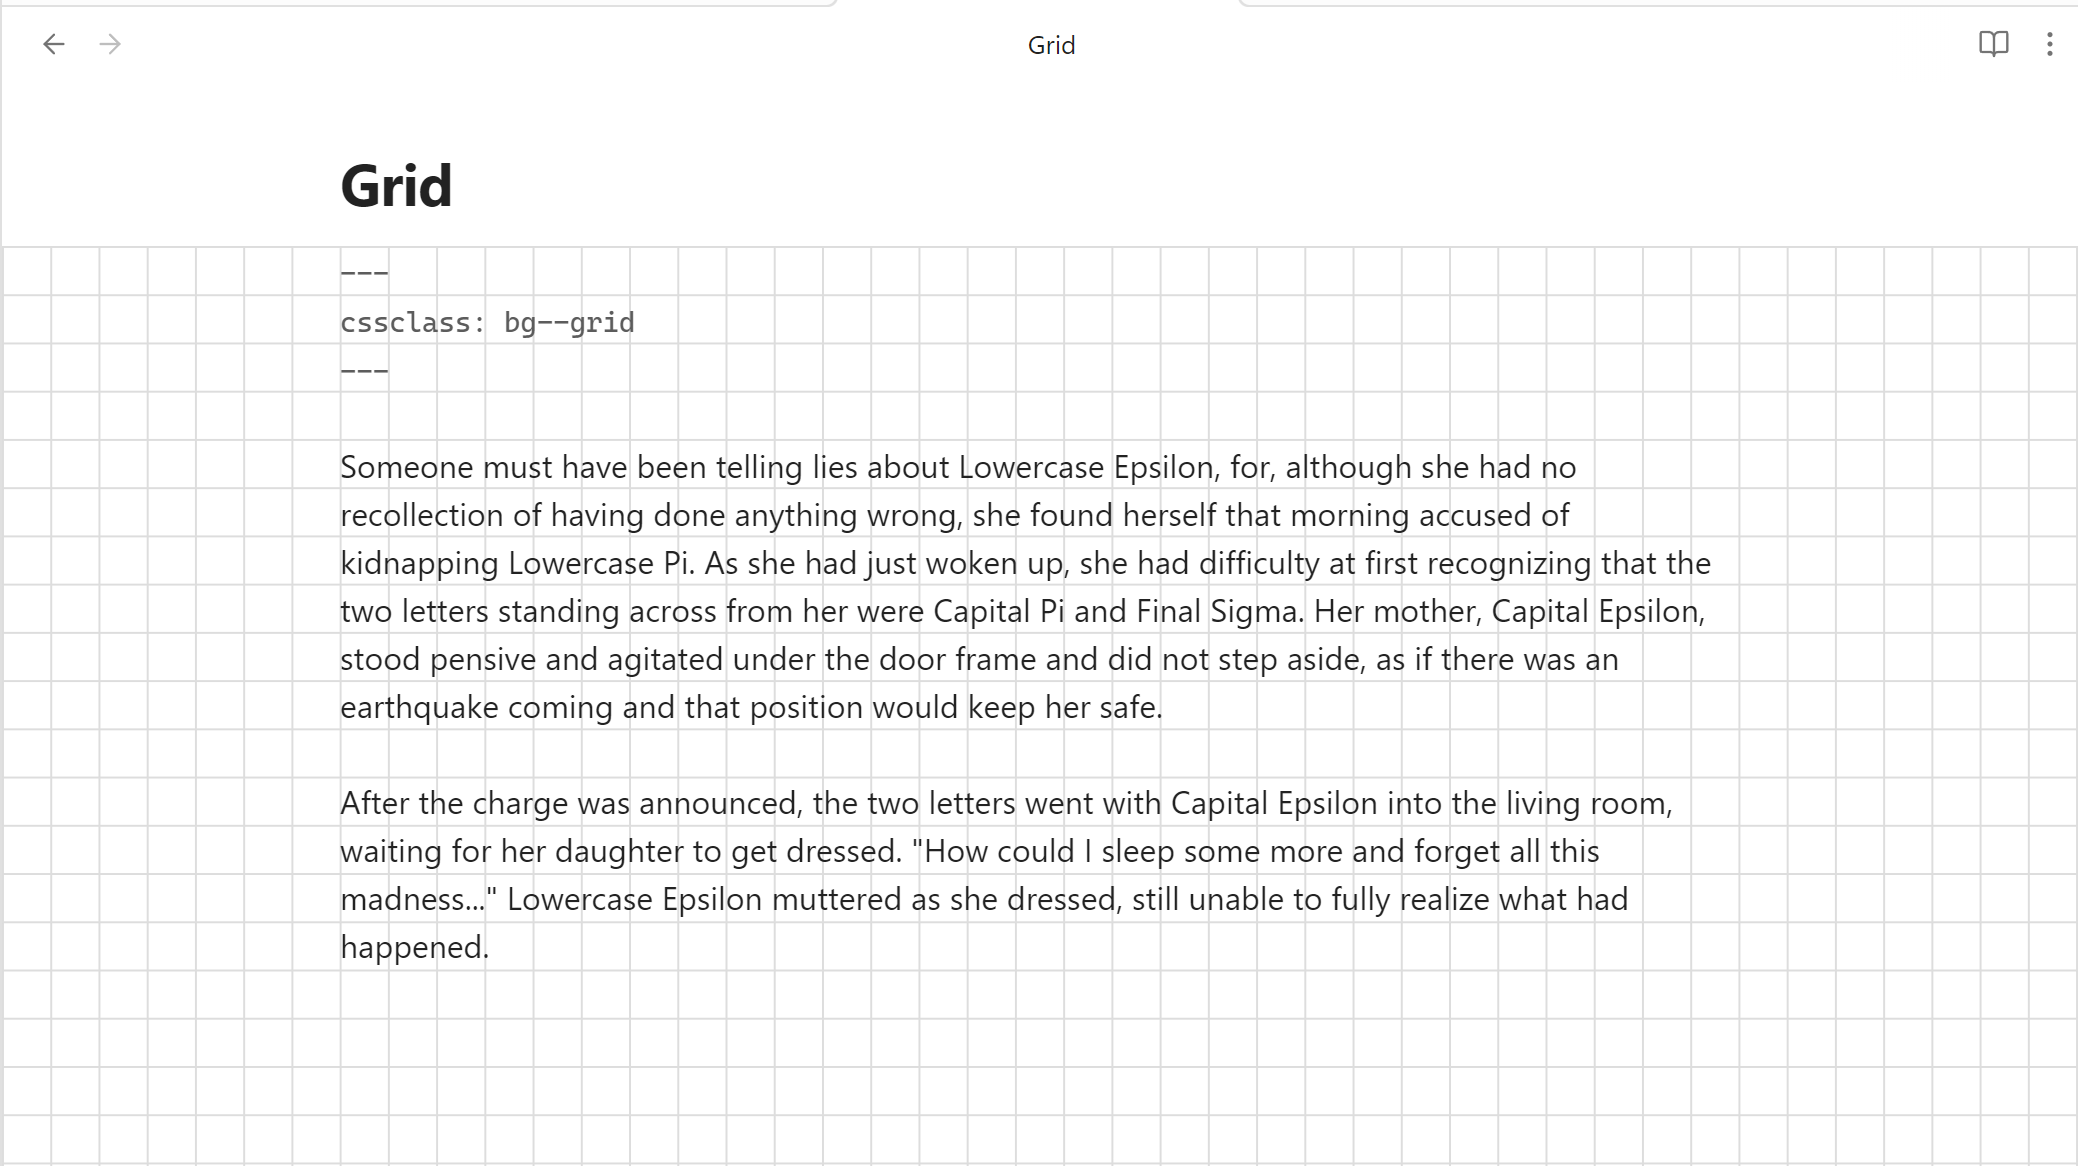 Grid
Grid
---
cssclass: bg--grid
---
Someone must have been telling lies about Lowercase Epsilon, for, although she had no
recollection of having done anything wrong, she found herself that morning accused of
kidnapping Lowercase Pi. As she had just woken up, she had difficulty at first recognizing that the
two letters standing across from her were Capital Pi and Final Sigma. Her mother, Capital Epsilon,
stood pensive and agitated under the door frame and did not step aside, as if there was an
earthquake coming and that position would keep her safe.
After the charge was announced, the two letters went with Capital Epsilon into the living room,
waiting for her daughter to get dressed. "How could I sleep some more and forget all this
madness..." Lowercase Epsilon muttered as she dressed, still unable to fully realize what had
happened.